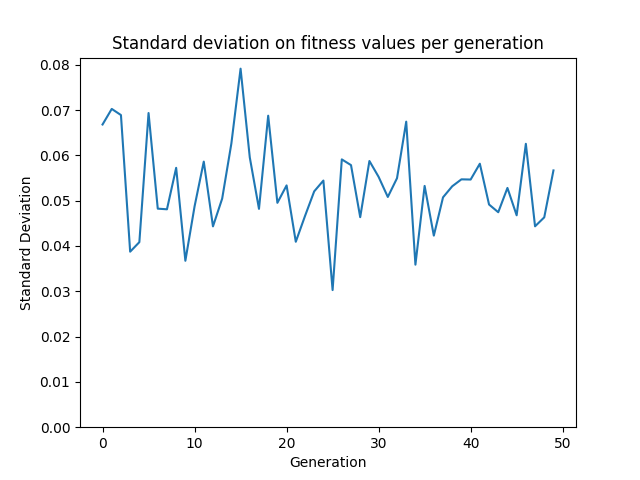 Standard deviation on fitness values per generation
0.08
0.07
0.06
0.05
0.04
0.03
0.02
0.01
0.00
Standard Deviation
0 10 20 30 40 50
Generation